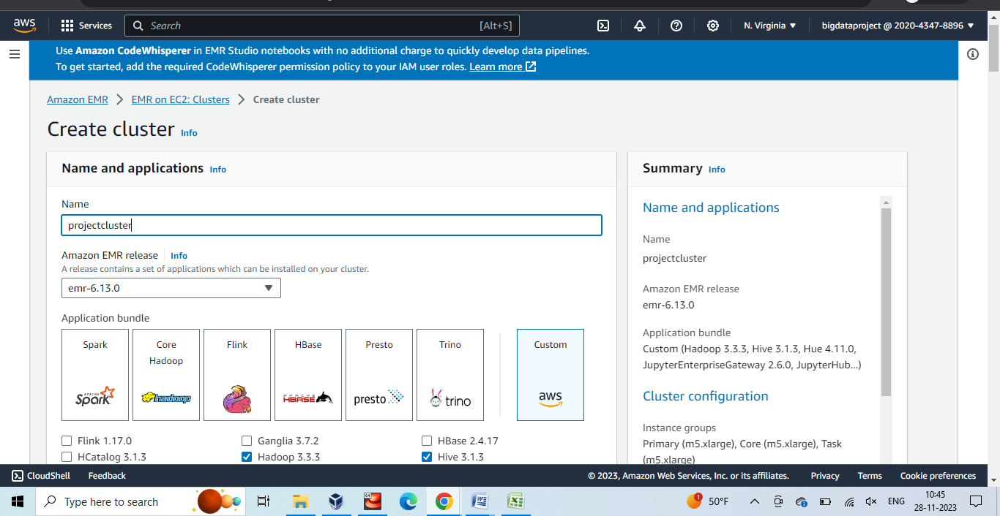 aws
Services
Search
[Alt+S]
N. Virginia
bigdataproject @ 2020-4347-8896
Use Amazon CodeWhisperer in EMR Studio notebooks with no additional charge to quickly develop data pipelines.
To get started, add the required CodeWhisperer permission policy to your IAM user roles. Learn more
Amazon EMR
EMR on EC2: Clusters
Create cluster
Create cluster Info
Name and applications Info
Name
projectcluster
Amazon EMR release Info
A release contains a set of applications which can be installed on your cluster.
emr-6.13.0
Application bundle
Spark
APACHE
Spark
Core
Hadoop
hadoop
Flink
HBase
APACHE
HBASE
Presto
presto
Trino
trino
Custom
aws
Flink 1.17.0
Ganglia 3.7.2
HBase 2.4.17
HCatalog 3.1.3
Hadoop 3.3.3
Hive 3.1.3
Summary Info
Name and applications
Name
projectcluster
Amazon EMR release
emr-6.13.0
Application bundle
Custom (Hadoop 3.3.3, Hive 3.1.3, Hue 4.11.0,
JupyterEnterpriseGateway 2.6.0, JupyterHub...)
Cluster configuration
Instance groups
Primary (m5.xlarge), Core (m5.xlarge), Task
(m5.xlarge)
CloudShell
Feedback
© 2023, Amazon Web Services, Inc. or its affiliates.
Privacy
Terms
Cookie preferences
Type here to search
64
1
50°F
ENG
10:45
28-11-2023